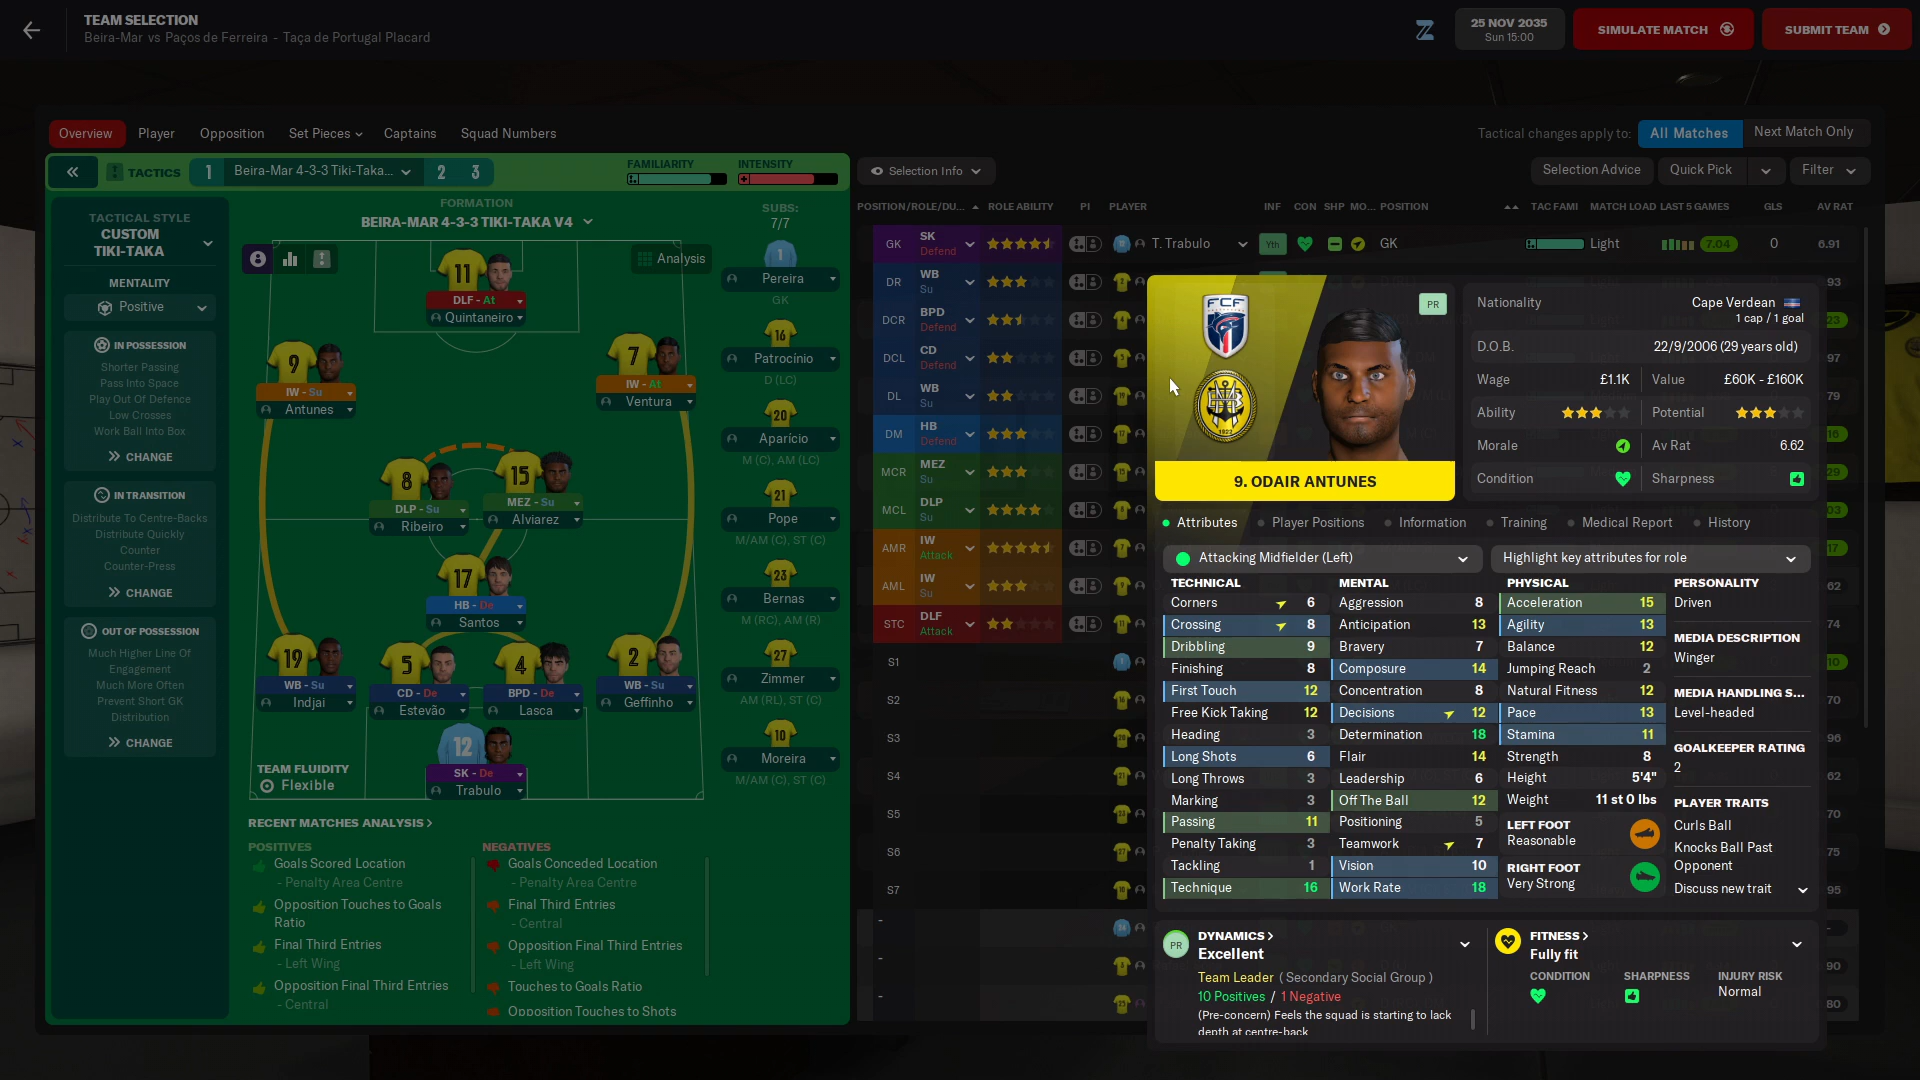 TEAM SELECTION
Beira-Mar vs Paços de Ferreira - Taça de Portugal Placard
25 NOV 2035
Sun 15:00
SIMULATE MATCH
SUBMIT TEAM
Overview
Player
Opposition
Set Pieces
Captains
Squad Numbers
Tactical changes apply to:
All Matches
Next Match Only
TACTICS
1
Beira-Mar 4-3-3 Tiki-Taka...
2
3
FAMILIARITY
INTENSITY
Selection Info
Selection Advice
Quick Pick
Filter
TACTICAL STYLE
CUSTOM
TIKI-TAKA
MENTALITY
Positive
IN POSSESSION
Shorter Passing
Pass Into Space
Play Out Of Defence
Low Crosses
Work Ball Into Box
CHANGE
IN TRANSITION
Distribute To Centre-Backs
Distribute Quickly
Counter
Counter-Press
CHANGE
OUT OF POSSESSION
Much Higher Line Of
Engagement
Much More Often
Prevent Short GK
Distribution
CHANGE
FORMATION
BEIRA-MAR 4-3-3 TIKI-TAKA V4
Analysis
11
DLF - At
Quintaneiro
9
IW - Su
Antunes
7
IW - At
Ventura
8
DLP - Su
Ribeiro
15
MEZ - Su
Alviarez
17
HB - De
Santos
19
WB - Su
Indjai
5
CD - De
Estevão
4
BPD - De
Lasca
2
WB - Su
Geffinho
12
SK - De
Trabulo
TEAM FLUIDITY
Flexible
SUBS:
7/7
1
Pereira
GK
16
Patrocínio
D (LC)
20
Aparício
M (C), AM (LC)
21
Pope
M/AM (C), ST (C)
23
Bernas
M (RC), AM (R)
27
Zimmer
AM (RL), ST (C)
10
Moreira
M/AM (C), ST (C)
RECENT MATCHES ANALYSIS >
POSITIVES
Goals Scored Location
- Penalty Area Centre
Opposition Touches to Goals
Ratio
Final Third Entries
- Left Wing
Opposition Final Third Entries
- Central
NEGATIVES
Goals Conceded Location
- Penalty Area Centre
Final Third Entries
- Central
Opposition Final Third Entries
- Left Wing
Touches to Goals Ratio
Opposition Touches to Shots
POSITION/ROLE/DU...
ROLE ABILITY
PI
PLAYER
INF
CON
SHP
MO...
POSITION
TAC FAMI
MATCH LOAD
LAST 5 GAMES
GLS
AV RAT
GK
SK
Defend
T. Trabulo
Yth
GK
Light
7.04
0
6.91
DR
WB
Su
DCR
BPD
Defend
DCL
CD
Defend
DL
WB
Su
DM
HB
Defend
MCR
MEZ
Su
MCL
DLP
Su
AMR
IW
Attack
AML
IW
Su
STC
DLF
Attack
S1
S2
S3
S4
S5
S6
S7
-
-
-
FCF
1922
PR
9. ODAIR ANTUNES
Nationality
Cape Verdean
1 cap / 1 goal
D.O.B.
22/9/2006 (29 years old)
Wage
£1.1K
Value
£60K - £160K
Ability
Potential
Morale
Av Rat
6.62
Condition
Sharpness
Attributes
Player Positions
Information
Training
Medical Report
History
Attacking Midfielder (Left)
Highlight key attributes for role
TECHNICAL
Corners 6
Crossing 8
Dribbling 9
Finishing 8
First Touch 12
Free Kick Taking 12
Heading 3
Long Shots 6
Long Throws 3
Marking 3
Passing 11
Penalty Taking 3
Tackling 1
Technique 16
MENTAL
Aggression 8
Anticipation 13
Bravery 7
Composure 14
Concentration 8
Decisions 12
Determination 18
Flair 14
Leadership 6
Off The Ball 12
Positioning 5
Teamwork 7
Vision 10
Work Rate 18
PHYSICAL
Acceleration 15
Agility 13
Balance 12
Jumping Reach 2
Natural Fitness 12
Pace 13
Stamina 11
Strength 8
Height 5'4"
Weight 11 st 0 lbs
LEFT FOOT
Reasonable
RIGHT FOOT
Very Strong
PERSONALITY
Driven
MEDIA DESCRIPTION
Winger
MEDIA HANDLING S...
Level-headed
GOALKEEPER RATING
2
PLAYER TRAITS
Curls Ball
Knocks Ball Past
Opponent
Discuss new trait
PR
DYNAMICS >
Excellent
Team Leader ( Secondary Social Group )
10 Positives / 1 Negative
(Pre-concern) Feels the squad is starting to lack
depth at centre-back
FITNESS >
Fully fit
CONDITION
SHARPNESS
INJURY RISK
Normal